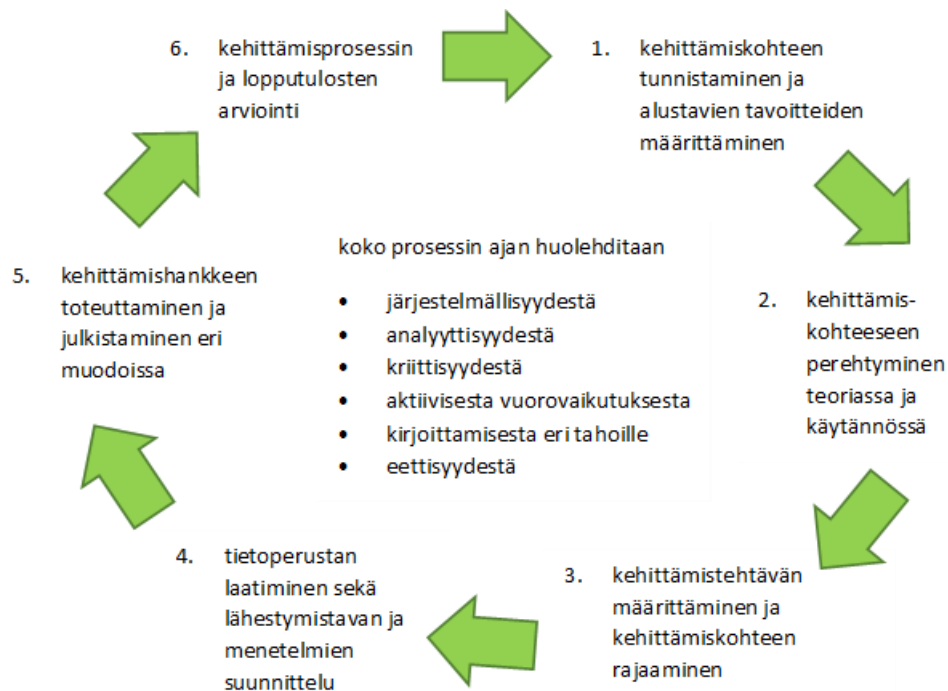 1. kehittämiskohteen
tunnistaminen ja
alustavien tavoitteiden
määrittäminen
2. kehittämis-
kohteeseen
perehtyminen
teoriassa ja
käytännössä
3. kehittämistehtävän
määrittäminen ja
kehittämiskohteen
rajaaminen
4. tietoperustan
laatiminen sekä
lähestymistavan ja
menetelmien
suunnittelu
5. kehittämishankkeen
toteuttaminen ja
julkistaminen eri
muodoissa
6. kehittämisprosessin
ja lopputulosten
arviointi
koko prosessin ajan huolehditaan
• järjestelmällisyydestä
• analyyttisyydestä
• kriittisyydestä
• aktiivisesta vuorovaikutuksesta
• kirjoittamisesta eri tahoille
• eettisyydestä